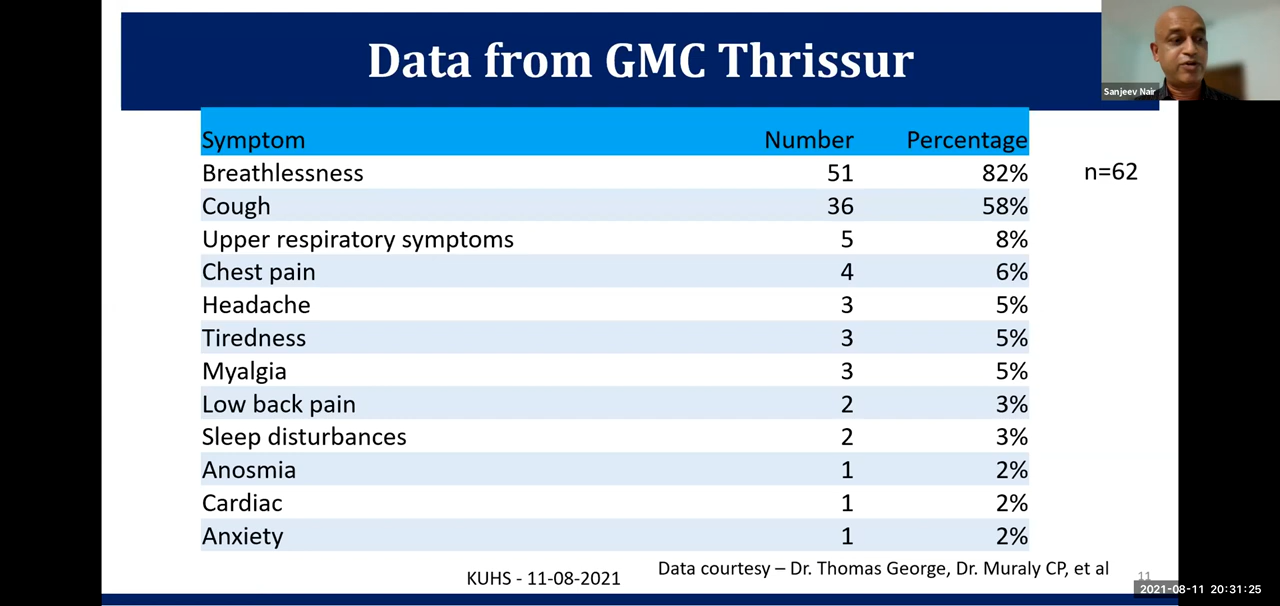 Data from GMC Thrissur
Sanjeev Nair
Symptom Number Percentage
Breathlessness 51 82%
n=62
Cough 36 58%
Upper respiratory symptoms 5 8%
Chest pain 4 6%
Headache 3 5%
Tiredness 3 5%
Myalgia 3 5%
Low back pain 2 3%
Sleep disturbances 2 3%
Anosmia 1 2%
Cardiac 1 2%
Anxiety 1 2%
KUHS - 11-08-2021
Data courtesy – Dr. Thomas George, Dr. Muraly CP, et al
11
2021-08-11 20:31:25